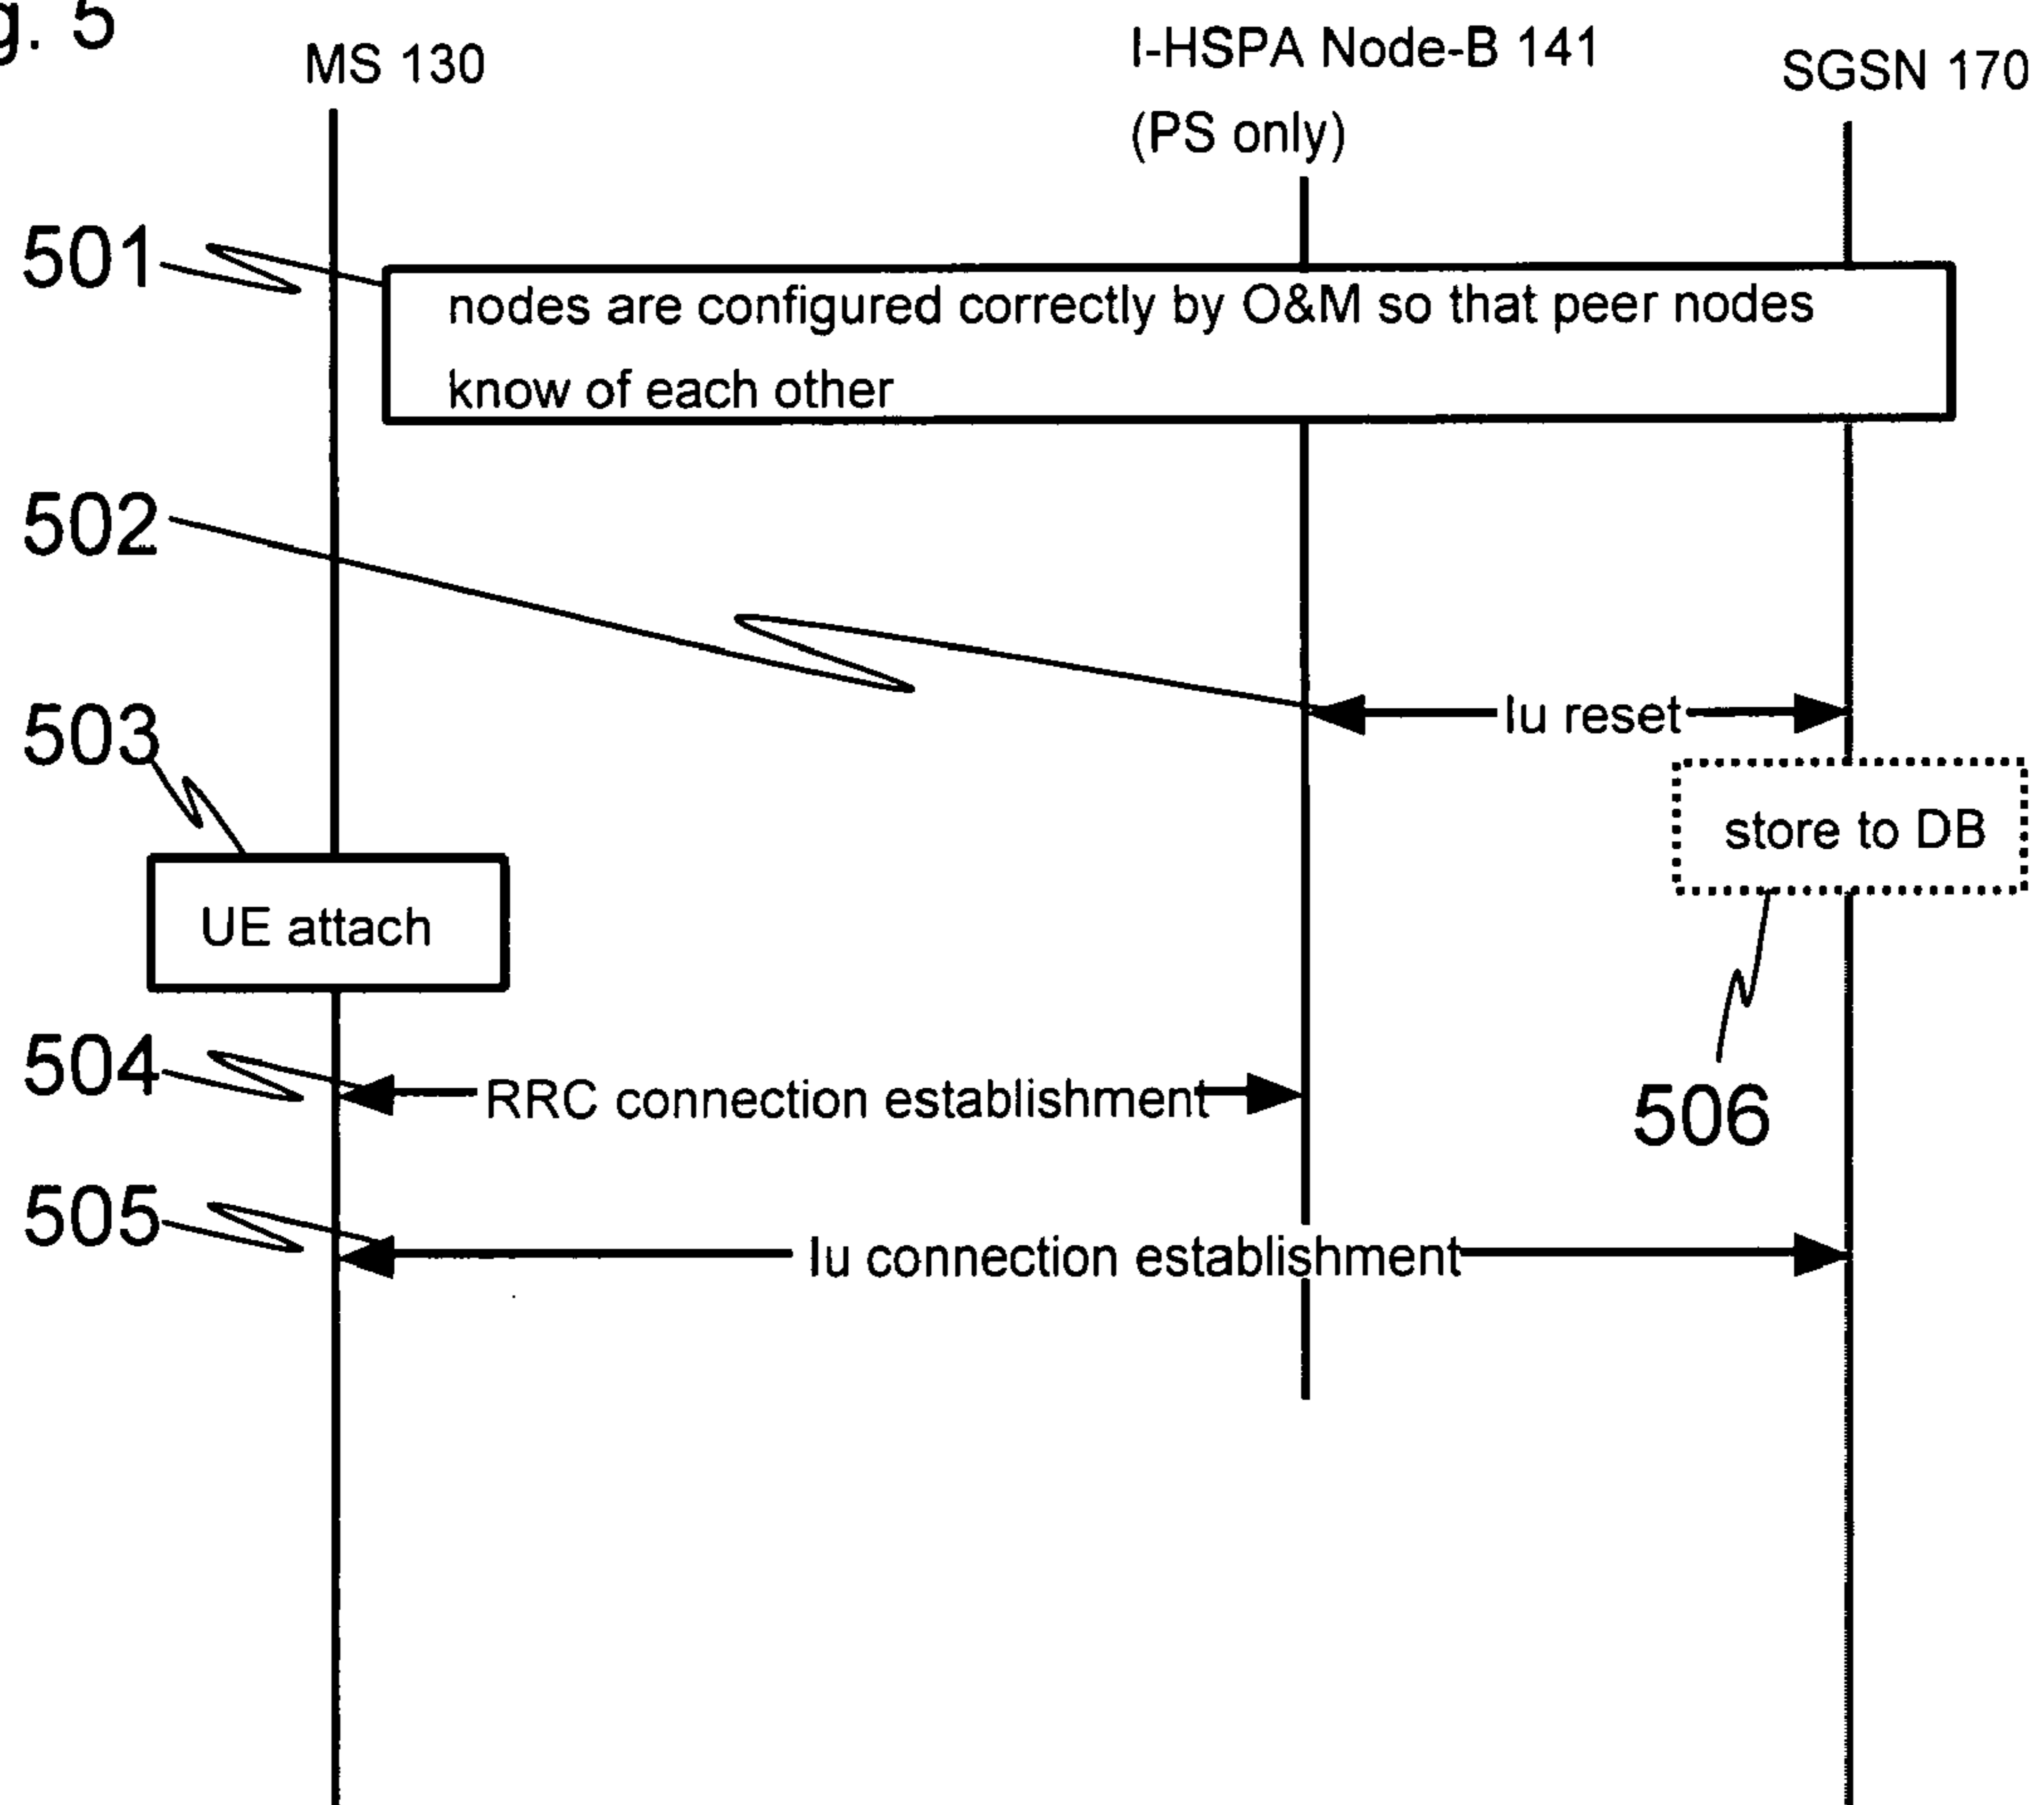 g. 5
MS 130
I-HSPA Node-B 141
(PS only)
SGSN 170
501
nodes are configured correctly by O&M so that peer nodes
know of each other
502
Iu reset
503
store to DB
UE attach
504
RRC connection establishment
506
505
Iu connection establishment